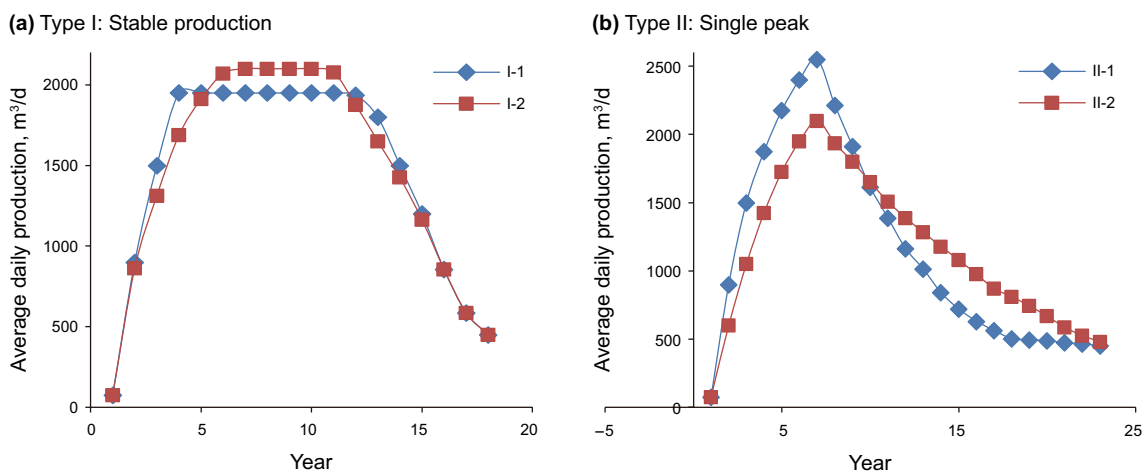 (a) Type I: Stable production
I-1
I-2
Average daily production, m³/d
2000
1500
1000
500
0
0 5 10 15 20
Year
(b) Type II: Single peak
II-1
II-2
Average daily production, m³/d
2500
2000
1500
1000
500
0
–5 5 15 25
Year